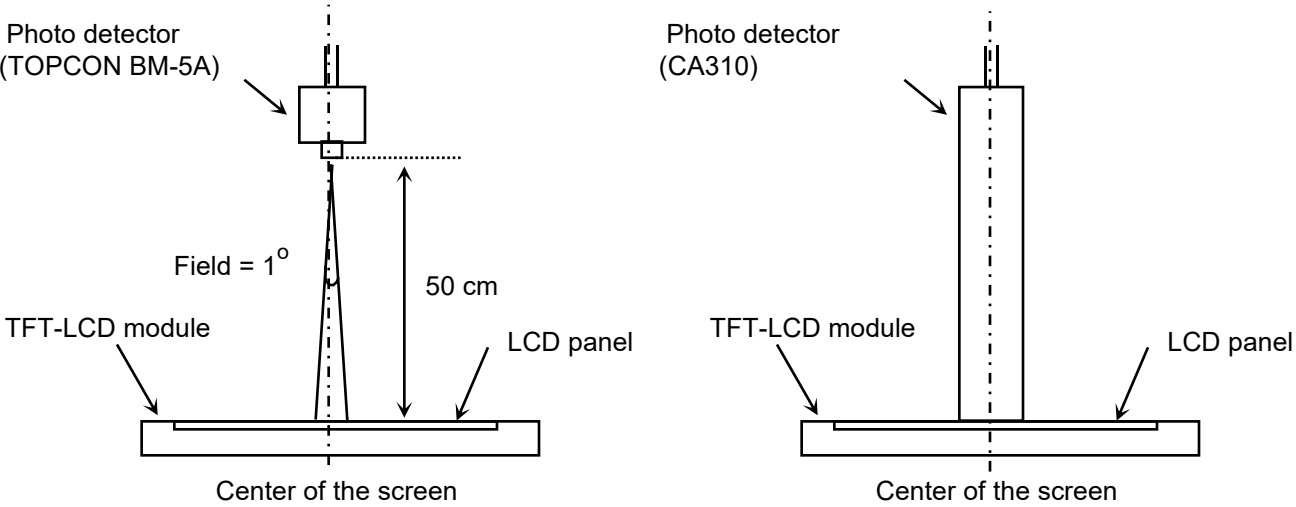 Photo detector
(TOPCON BM-5A)
Field = 1°
50 cm
TFT-LCD module
LCD panel
Center of the screen
Photo detector
(CA310)
TFT-LCD module
LCD panel
Center of the screen